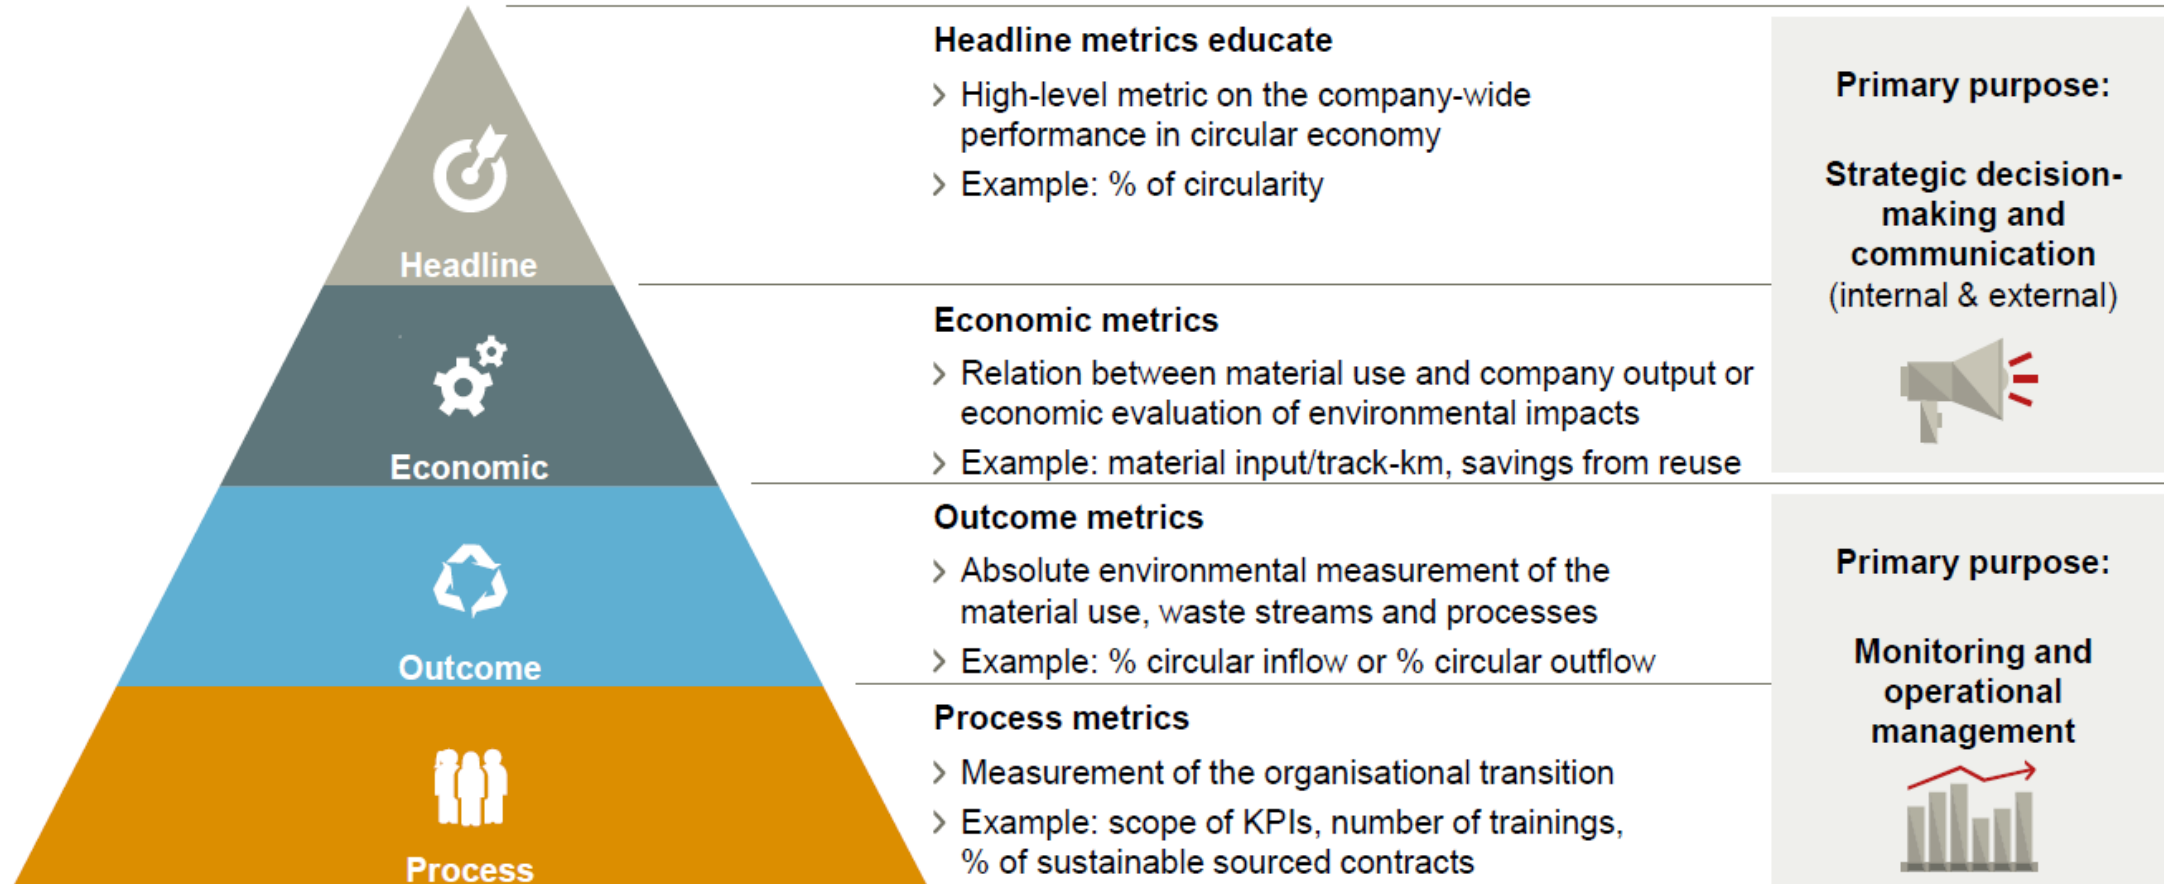 Headline
Economic
Outcome
Process
Headline metrics educate
High-level metric on the company-wide
performance in circular economy
Example: % of circularity
Economic metrics
Relation between material use and company output or
economic evaluation of environmental impacts
Example: material input/track-km, savings from reuse
Outcome metrics
Absolute environmental measurement of the
material use, waste streams and processes
Example: % circular inflow or % circular outflow
Process metrics
Measurement of the organisational transition
Example: scope of KPIs, number of trainings,
% of sustainable sourced contracts
Primary purpose:
Strategic decision-
making and
communication
(internal & external)
Primary purpose:
Monitoring and
operational
management